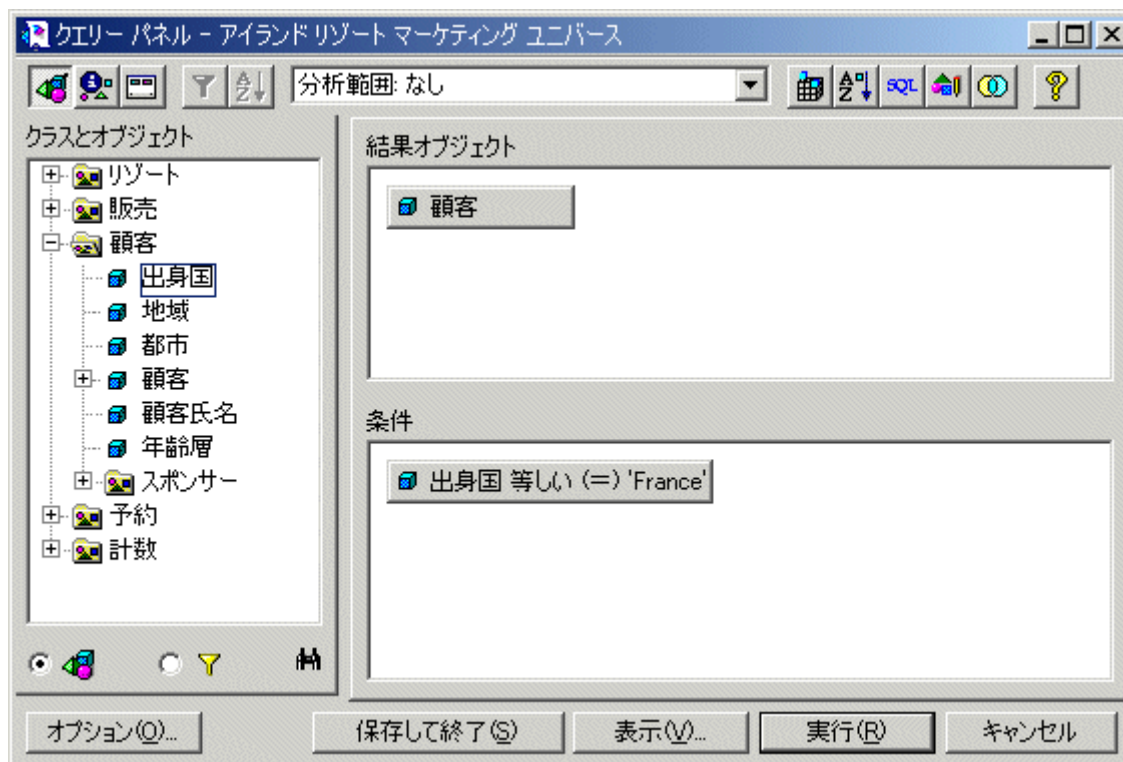 クエリー パネル - アイランド リゾート マーケティング ユニバース
分析範囲: なし
SQL
クラスとオブジェクト
リゾート
販売
顧客
出身国
地域
都市
顧客
顧客氏名
年齢層
スポンサー
予約
計数
結果オブジェクト
顧客
条件
出身国 等しい (=) 'France'
オプション(O)...
保存して終了(S)
表示(V)...
実行(R)
キャンセル